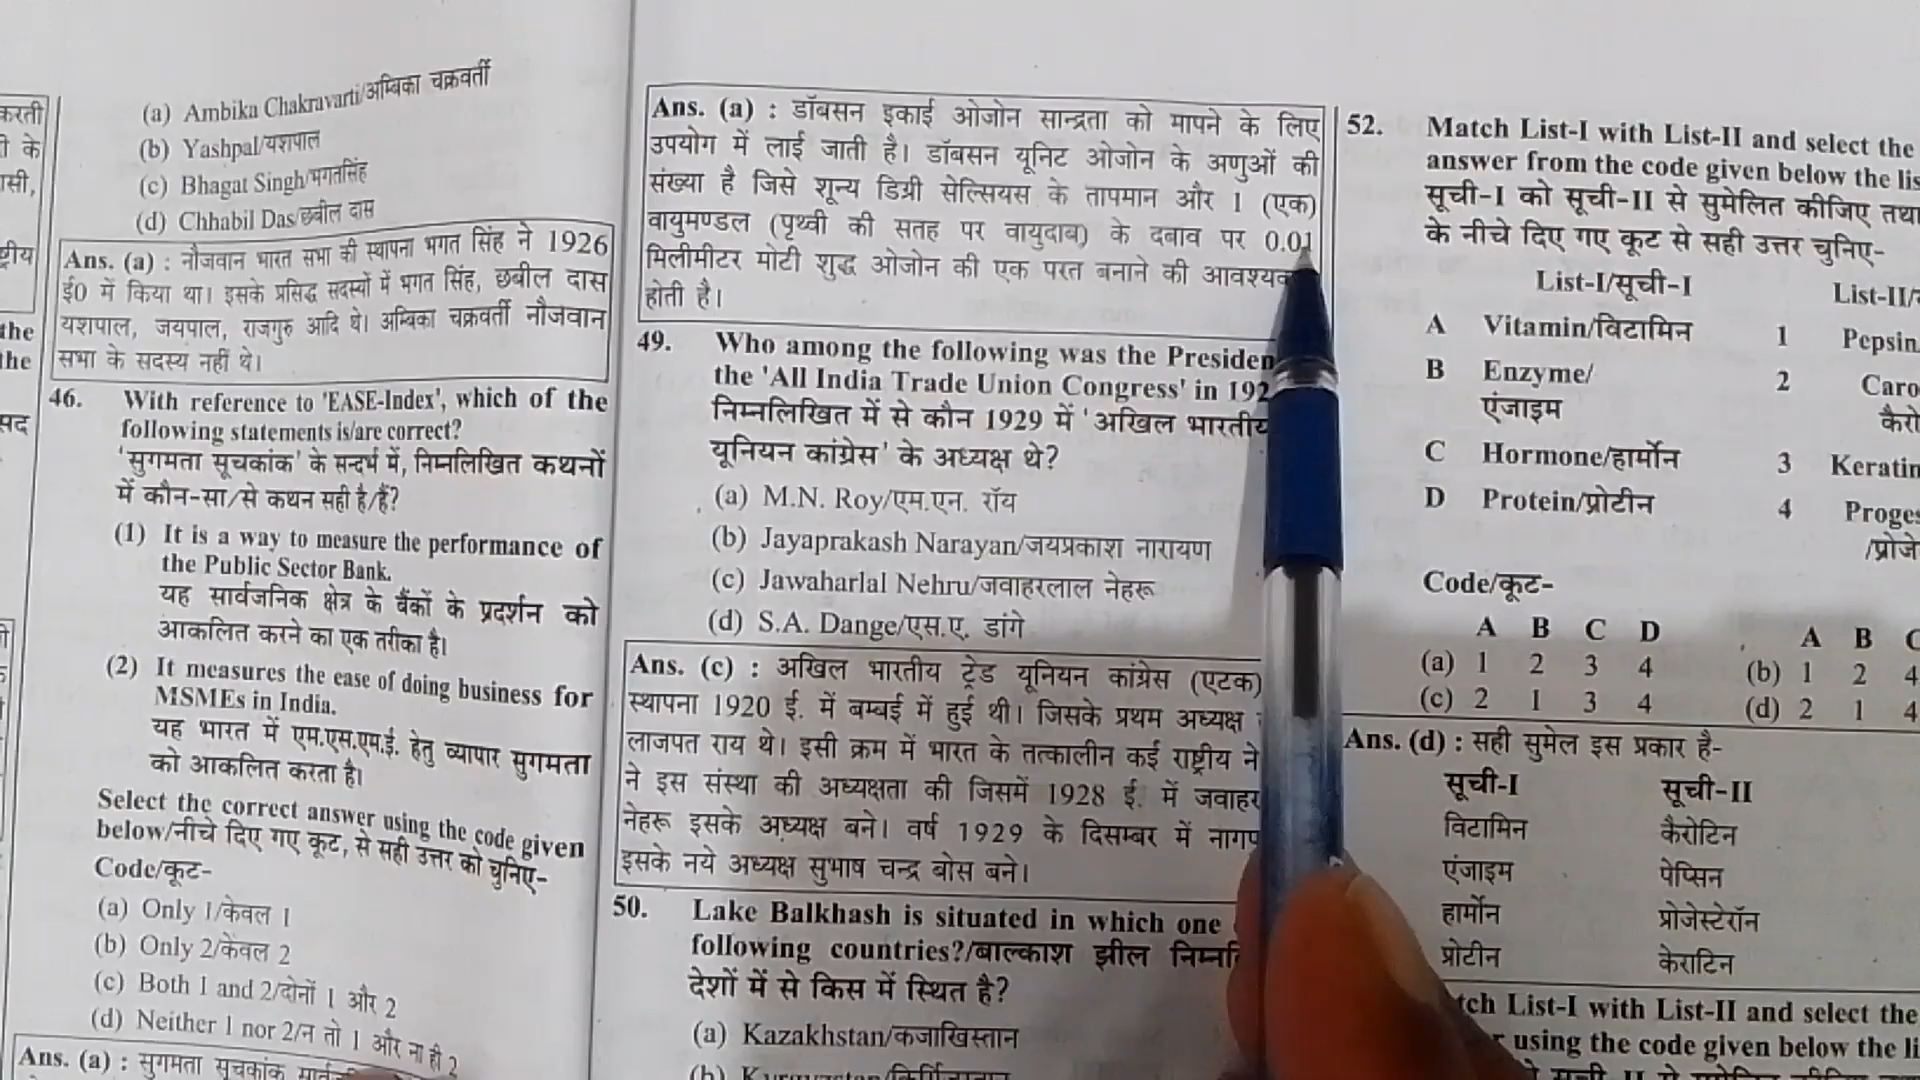 करती
ी के
ासी,
the
the
(a) Ambika Chakravarti/अम्बिका चक्रवर्ती
(b) Yashpal/यशपाल
(c) Bhagat Singh/भगतसिंह
(d) Chhabil Das/छबील दास
Ans. (a) : नौजवान भारत सभा की स्थापना भगत सिंह ने 1926
ई0 में किया था। इसके प्रसिद्ध सदस्यों में भगत सिंह, छबील दास
यशपाल, जयपाल, राजगुरु आदि थे। अम्बिका चक्रवर्ती नौजवान
सभा के सदस्य नहीं थे।
46. With reference to 'EASE-Index', which of the
following statements is/are correct?
'सुगमता सूचकांक' के सन्दर्भ में, निम्नलिखित कथनों
में कौन-सा/से कथन सही है/हैं?
(1) It is a way to measure the performance of
the Public Sector Bank.
यह सार्वजनिक क्षेत्र के बैंकों के प्रदर्शन को
आकलित करने का एक तरीका है।
(2) It measures the ease of doing business for
MSMEs in India.
यह भारत में एम.एस.एम.ई. हेतु व्यापार सुगमता
को आकलित करता है।
Select the correct answer using the code given
below/नीचे दिए गए कूट, से सही उत्तर को चुनिए-
Code/कूट-
(a) Only 1/केवल 1
(b) Only 2/केवल 2
(c) Both 1 and 2/दोनों 1 और 2
(d) Neither 1 nor 2/न तो 1 और ना ही 2
Ans. (a) : सुगमता सूचकांक
Ans. (a) : डॉबसन इकाई ओजोन सान्द्रता को मापने के लिए
उपयोग में लाई जाती है। डॉबसन यूनिट ओजोन के अणुओं की
संख्या है जिसे शून्य डिग्री सेल्सियस के तापमान और 1 (एक)
वायुमण्डल (पृथ्वी की सतह पर वायुदाब) के दबाव पर 0.01
मिलीमीटर मोटी शुद्ध ओजोन की एक परत बनाने की आवश्यक
होती है।
49. Who among the following was the Presiden
the 'All India Trade Union Congress' in 192
निम्नलिखित में से कौन 1929 में 'अखिल भारतीय
यूनियन कांग्रेस' के अध्यक्ष थे?
(a) M.N. Roy/एम.एन. रॉय
(b) Jayaprakash Narayan/जयप्रकाश नारायण
(c) Jawaharlal Nehru/जवाहरलाल नेहरू
(d) S.A. Dange/एस.ए. डांगे
Ans. (c) : अखिल भारतीय ट्रेड यूनियन कांग्रेस (एटक)
स्थापना 1920 ई. में बम्बई में हुई थी। जिसके प्रथम अध्यक्ष
लाजपत राय थे। इसी क्रम में भारत के तत्कालीन कई राष्ट्रीय ने
ने इस संस्था की अध्यक्षता की जिसमें 1928 ई. में जवाहर
नेहरू इसके अध्यक्ष बने। वर्ष 1929 के दिसम्बर में नागप
इसके नये अध्यक्ष सुभाष चन्द्र बोस बने।
50. Lake Balkhash is situated in which one
following countries?/बाल्काश झील निम्नलि
देशों में से किस में स्थित है?
(a) Kazakhstan/कजाखिस्तान
52. Match List-I with List-II and select the
answer from the code given below the lis
सूची-I को सूची-II से सुमेलित कीजिए तथा
के नीचे दिए गए कूट से सही उत्तर चुनिए-
List-I/सूची-I List-II/
A Vitamin/विटामिन 1 Pepsin
B Enzyme/ 2 Caro
एंजाइम कैरो
C Hormone/हार्मोन 3 Keratin
D Protein/प्रोटीन 4 Proges
/प्रोजे
Code/कूट-
A B C D A B C
(a) 1 2 3 4 (b) 1 2 4
(c) 2 1 3 4 (d) 2 1 4
Ans. (d) : सही सुमेल इस प्रकार है-
सूची-I सूची-II
विटामिन कैरोटिन
एंजाइम पेप्सिन
हार्मोन प्रोजेस्टेरॉन
प्रोटीन केराटिन
tch List-I with List-II and select the
using the code given below the li